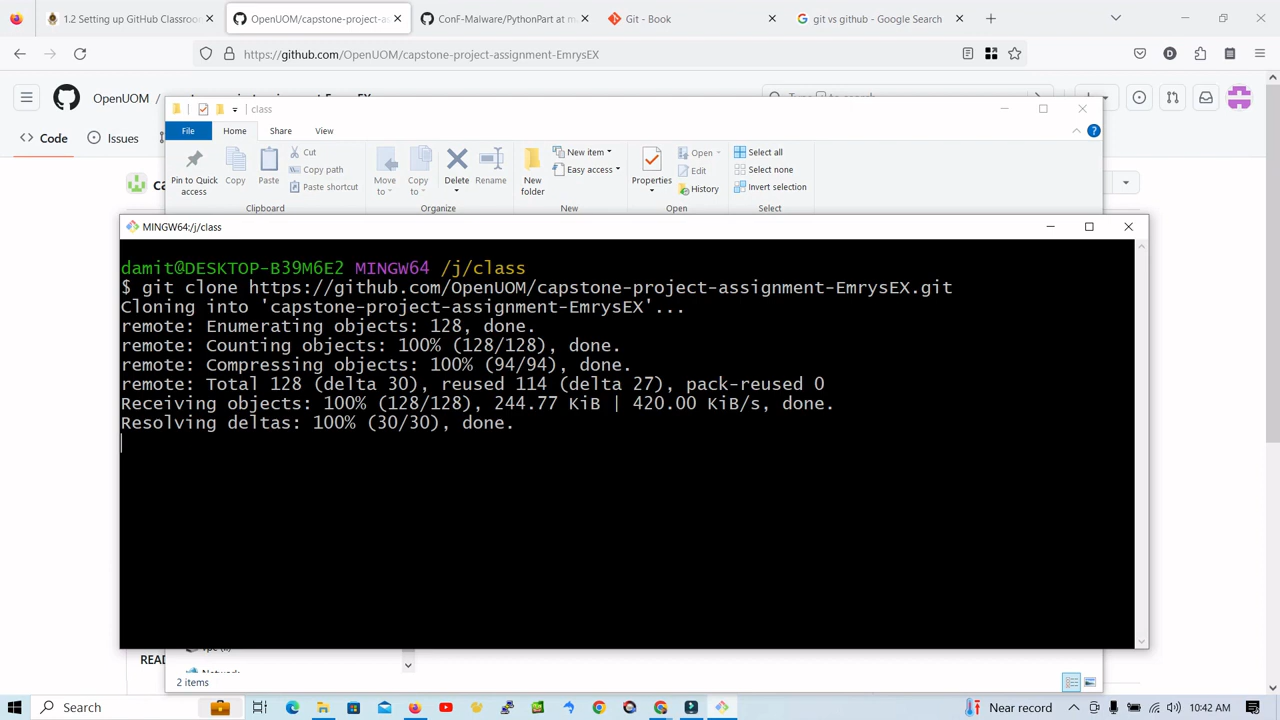 1.2 Setting up GitHub Classroo
OpenUOM/capstone-project-a
ConF-Malware/PythonPart at m
Git - Book
git vs github - Google Search
https://github.com/OpenUOM/capstone-project-assignment-EmrysEX
OpenUOM /
class
Code
Issues
File
Home
Share
View
Pin to Quick access
Copy
Paste
Cut
Copy path
Paste shortcut
Move to
Copy to
Delete
Rename
New folder
New item
Easy access
Properties
Open
Edit
History
Select all
Select none
Invert selection
Clipboard
Organize
New
Open
Select
MINGW64:/j/class
damit@DESKTOP-B39M6E2 MINGW64 /j/class
$ git clone https://github.com/OpenUOM/capstone-project-assignment-EmrysEX.git
Cloning into 'capstone-project-assignment-EmrysEX'...
remote: Enumerating objects: 128, done.
remote: Counting objects: 100% (128/128), done.
remote: Compressing objects: 100% (94/94), done.
remote: Total 128 (delta 30), reused 114 (delta 27), pack-reused 0
Receiving objects: 100% (128/128), 244.77 KiB | 420.00 KiB/s, done.
Resolving deltas: 100% (30/30), done.
READ
2 items
Search
Near record
10:42 AM